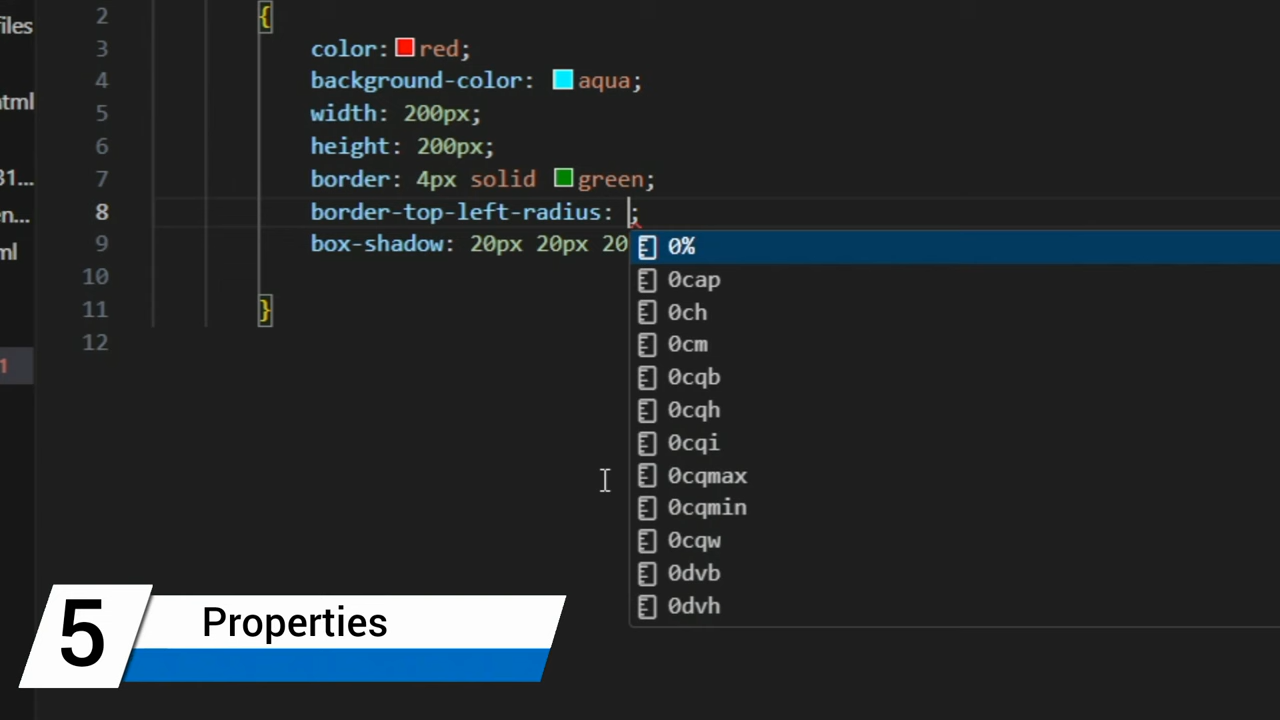 files
html
31...
en...
ml
1
2 {
3 color: red;
4 background-color: aqua;
5 width: 200px;
6 height: 200px;
7 border: 4px solid green;
8 border-top-left-radius: ;
9 box-shadow: 20px 20px 20
10
11 }
12
0%
0cap
0ch
0cm
0cqb
0cqh
0cqi
0cqmax
0cqmin
0cqw
0dvb
0dvh
5 Properties